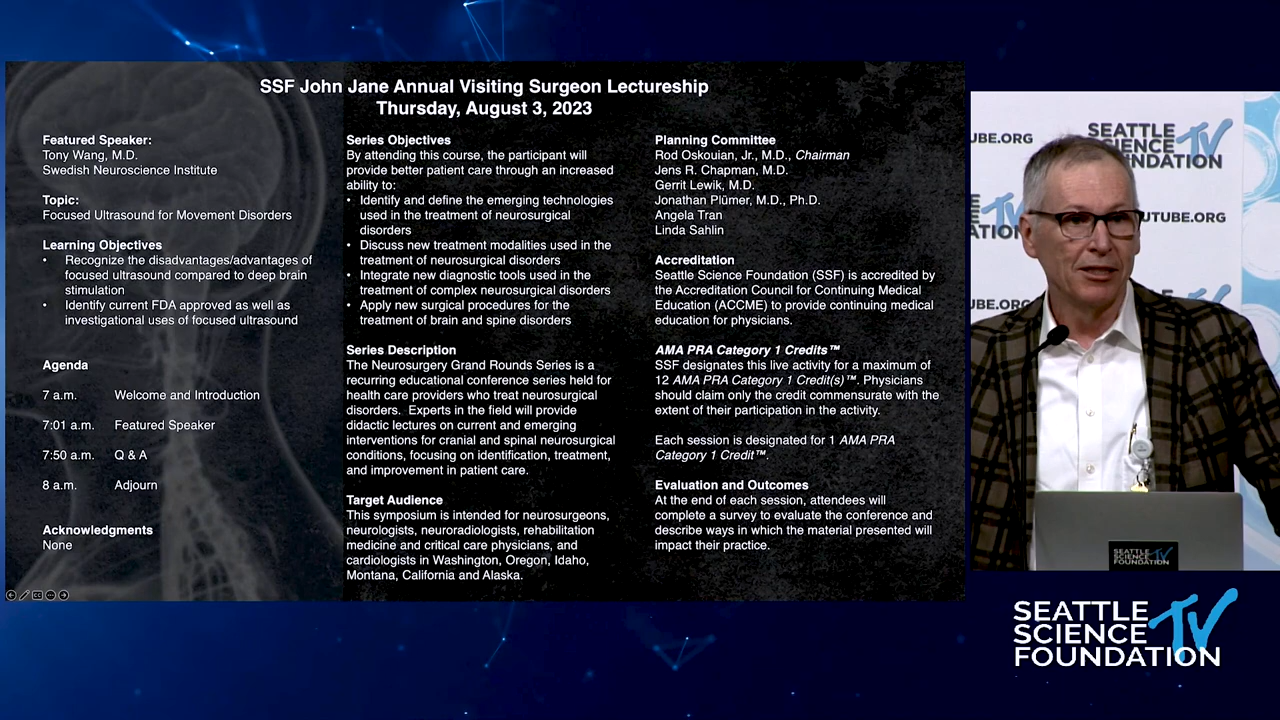 SSF John Jane Annual Visiting Surgeon Lectureship
Thursday, August 3, 2023
Featured Speaker:
Tony Wang, M.D.
Swedish Neuroscience Institute
Topic:
Focused Ultrasound for Movement Disorders
Learning Objectives
• Recognize the disadvantages/advantages of
focused ultrasound compared to deep brain
stimulation
• Identify current FDA approved as well as
investigational uses of focused ultrasound
Agenda
7 a.m. Welcome and Introduction
7:01 a.m. Featured Speaker
7:50 a.m. Q & A
8 a.m. Adjourn
Acknowledgments
None
Series Objectives
By attending this course, the participant will
provide better patient care through an increased
ability to:
• Identify and define the emerging technologies
used in the treatment of neurosurgical
disorders
• Discuss new treatment modalities used in the
treatment of neurosurgical disorders
• Integrate new diagnostic tools used in the
treatment of complex neurosurgical disorders
• Apply new surgical procedures for the
treatment of brain and spine disorders
Series Description
The Neurosurgery Grand Rounds Series is a
recurring educational conference series held for
health care providers who treat neurosurgical
disorders. Experts in the field will provide
didactic lectures on current and emerging
interventions for cranial and spinal neurosurgical
conditions, focusing on identification, treatment,
and improvement in patient care.
Target Audience
This symposium is intended for neurosurgeons,
neurologists, neuroradiologists, rehabilitation
medicine and critical care physicians, and
cardiologists in Washington, Oregon, Idaho,
Montana, California and Alaska.
Planning Committee
Rod Oskouian, Jr., M.D., Chairman
Jens R. Chapman, M.D.
Gerrit Lewik, M.D.
Jonathan Plümer, M.D., Ph.D.
Angela Tran
Linda Sahlin
Accreditation
Seattle Science Foundation (SSF) is accredited by
the Accreditation Council for Continuing Medical
Education (ACCME) to provide continuing medical
education for physicians.
AMA PRA Category 1 Credits™
SSF designates this live activity for a maximum of
12 AMA PRA Category 1 Credit(s)™. Physicians
should claim only the credit commensurate with the
extent of their participation in the activity.
Each session is designated for 1 AMA PRA
Category 1 Credit™.
Evaluation and Outcomes
At the end of each session, attendees will
complete a survey to evaluate the conference and
describe ways in which the material presented will
impact their practice.
UBE.ORG
SEATTLE
SCIENCE TV
FOUNDATION
TV
UTUBE.ORG
UBE.ORG
SEATTLE
SCIENCE TV
FOUNDATION
SEATTLE
SCIENCE TV
FOUNDATION